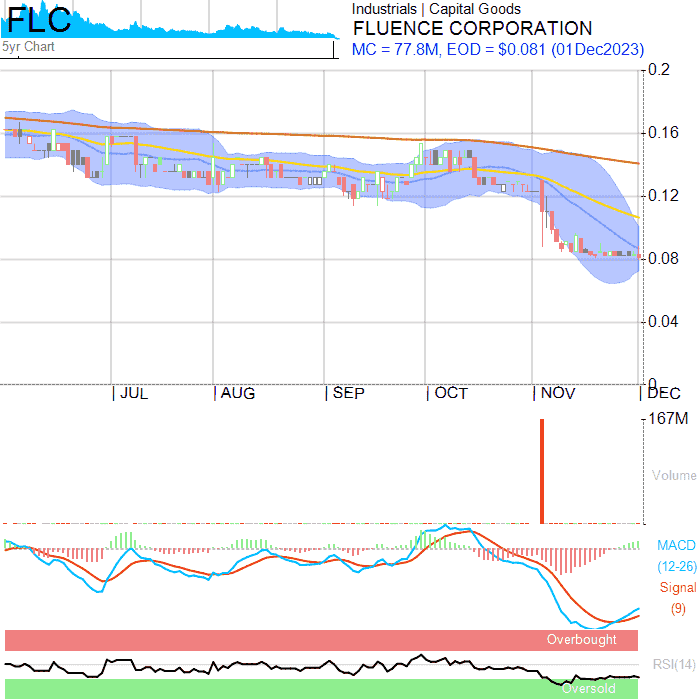 FLC
5yr Chart
Industrials | Capital Goods
FLUENCE CORPORATION
MC = 77.8M, EOD = $0.081 (01Dec2023)
0.2
0.16
0.12
0.08
0.04
0
| JUL | AUG | SEP | OCT | NOV | DEC
167M
Volume
MACD
(12-26)
Signal
(9)
Overbought
RSI(14)
Oversold